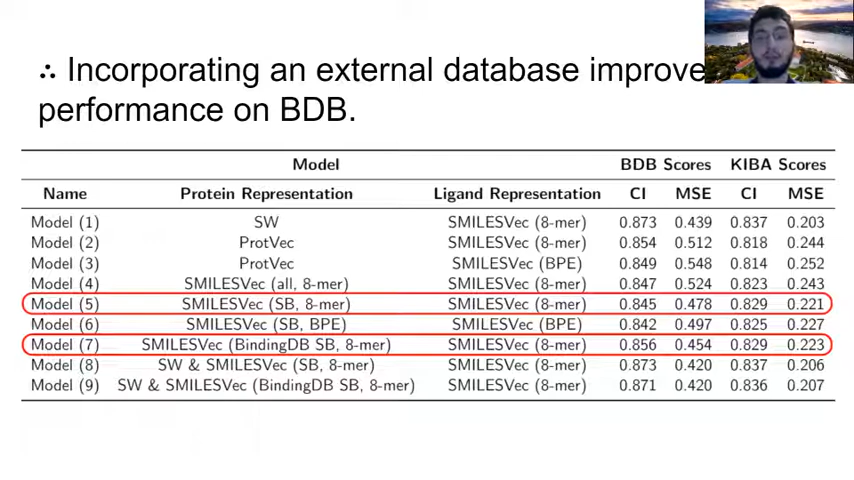 ∴ Incorporating an external database improve
performance on BDB.
Model BDB Scores KIBA Scores
Name Protein Representation Ligand Representation CI MSE CI MSE
Model (1) SW SMILESVec (8-mer) 0.873 0.439 0.837 0.203
Model (2) ProtVec SMILESVec (8-mer) 0.854 0.512 0.818 0.244
Model (3) ProtVec SMILESVec (BPE) 0.849 0.548 0.814 0.252
Model (4) SMILESVec (all, 8-mer) SMILESVec (8-mer) 0.847 0.524 0.823 0.243
Model (5) SMILESVec (SB, 8-mer) SMILESVec (8-mer) 0.845 0.478 0.829 0.221
Model (6) SMILESVec (SB, BPE) SMILESVec (BPE) 0.842 0.497 0.825 0.227
Model (7) SMILESVec (BindingDB SB, 8-mer) SMILESVec (8-mer) 0.856 0.454 0.829 0.223
Model (8) SW & SMILESVec (SB, 8-mer) SMILESVec (8-mer) 0.873 0.420 0.837 0.206
Model (9) SW & SMILESVec (BindingDB SB, 8-mer) SMILESVec (8-mer) 0.871 0.420 0.836 0.207